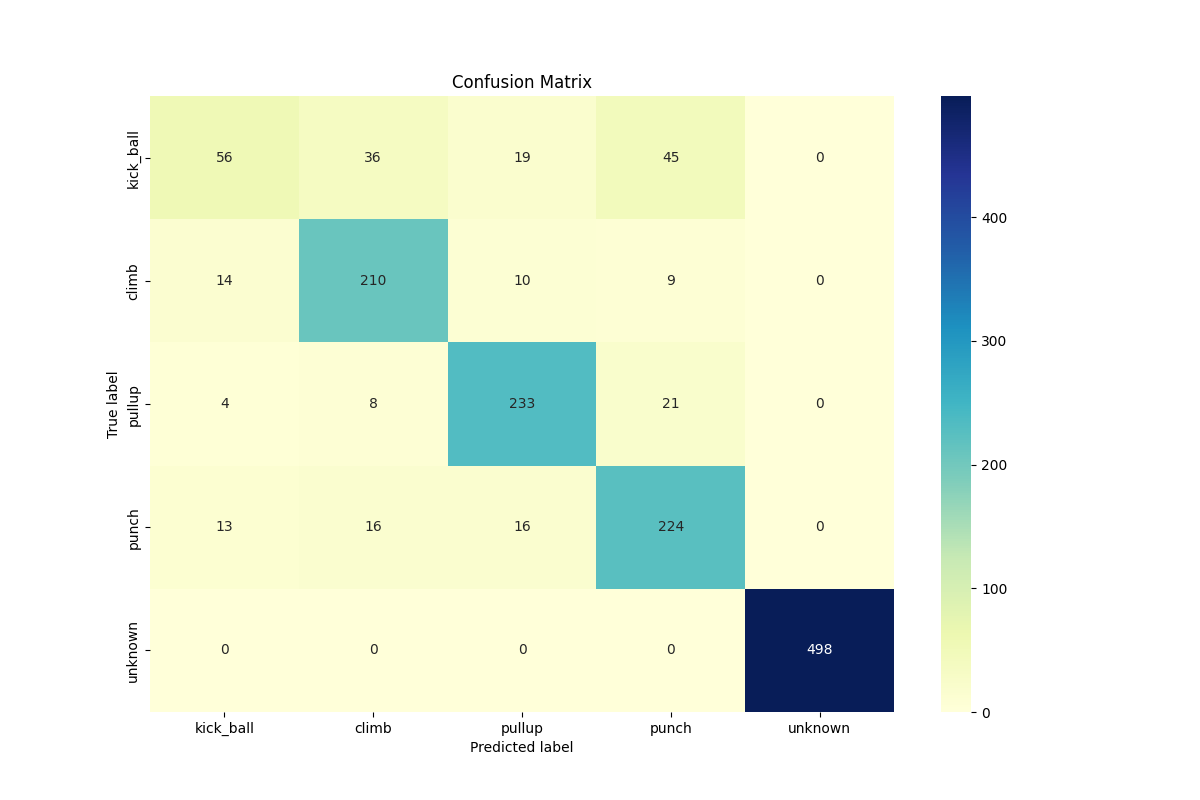 Confusion Matrix
kick_ball 56 36 19 45 0
climb 14 210 10 9 0
pullup 4 8 233 21 0
punch 13 16 16 224 0
unknown 0 0 0 0 498
kick_ball climb pullup punch unknown
Predicted label
True label
400
300
200
100
0